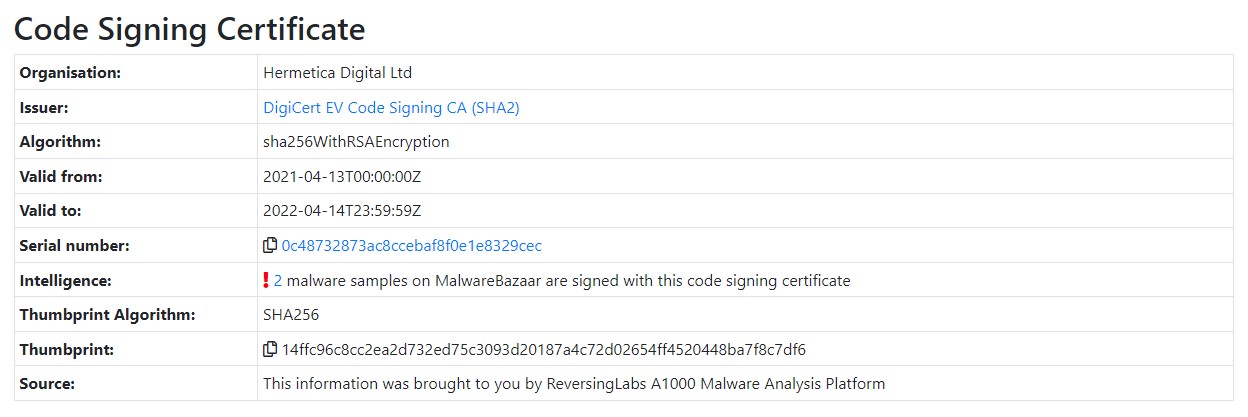 Code Signing Certificate
Organisation: Hermetica Digital Ltd
Issuer: DigiCert EV Code Signing CA (SHA2)
Algorithm: sha256WithRSAEncryption
Valid from: 2021-04-13T00:00:00Z
Valid to: 2022-04-14T23:59:59Z
Serial number: 0c48732873ac8ccebaf8f0e1e8329cec
Intelligence: ! 2 malware samples on MalwareBazaar are signed with this code signing certificate
Thumbprint Algorithm: SHA256
Thumbprint: 14ffc96c8cc2ea2d732ed75c3093d20187a4c72d02654ff4520448ba7f8c7df6
Source: This information was brought to you by ReversingLabs A1000 Malware Analysis Platform